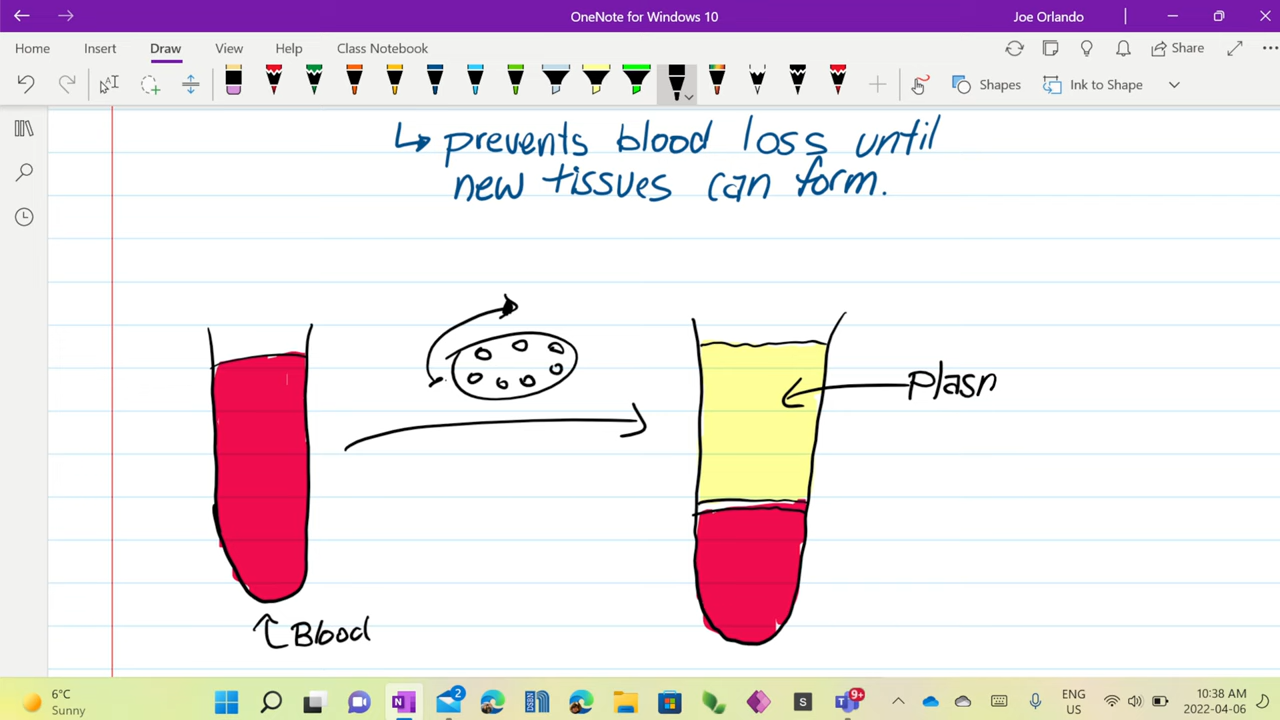 OneNote for Windows 10
Joe Orlando
Home Insert Draw View Help Class Notebook
Share
Shapes
Ink to Shape
↳ prevents blood loss until
new tissues can form.
Plasn
Blood
6°C
Sunny
2
9+
S
ENG
US
10:38 AM
2022-04-06